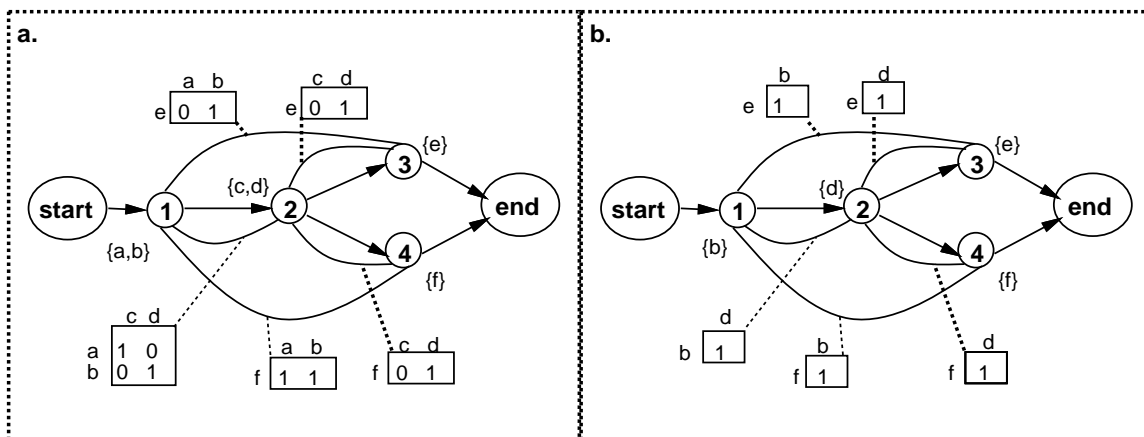 a.
a b
e 0 1
c d
e 0 1
{e}
3
{c,d}
start
1
2
end
{a,b}
4
{f}
c d
a 1 0
b 0 1
a b
f 1 1
c d
f 0 1
b.
b
e 1
d
e 1
{e}
3
{d}
start
1
2
end
{b}
4
{f}
d
b 1
b
f 1
d
f 1